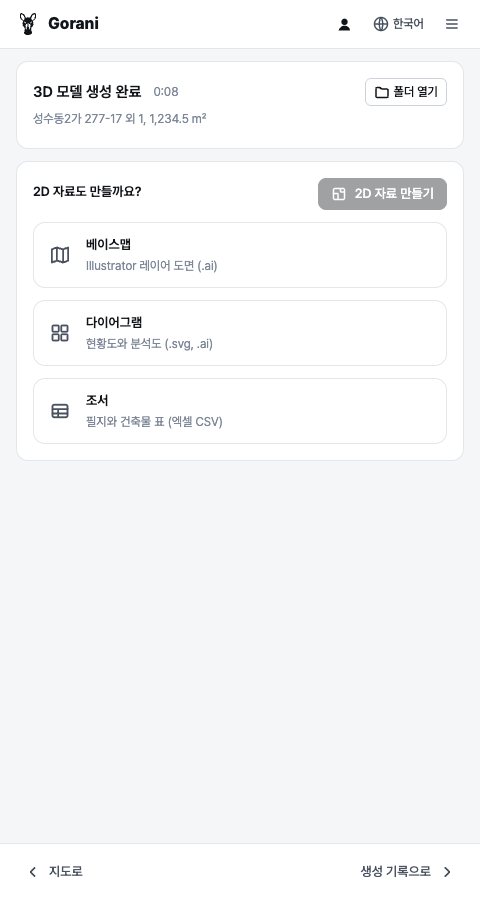 Gorani
한국어
3D 모델 생성 완료 0:08
폴더 열기
성수동2가 277-17 외 1, 1,234.5 m²
2D 자료도 만들까요?
2D 자료 만들기
베이스맵
Illustrator 레이어 도면 (.ai)
다이어그램
현황도와 분석도 (.svg, .ai)
조서
필지와 건축물 표 (엑셀 CSV)
지도로
생성 기록으로